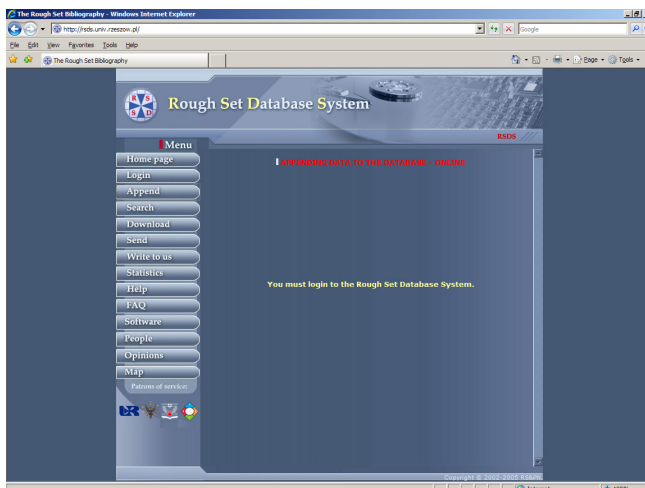 The Rough Set Bibliography - Windows Internet Explorer
http://rsds.univ.rzeszow.pl/
Google
File Edit View Favorites Tools Help
The Rough Set Bibliography
Page Tools
R S S D
Rough Set Database System
RSDS
Menu
APPENDING DATA TO THE DATABASE - ONLINE
Home page
Login
Append
Search
Download
Send
Write to us
Statistics
You must login to the Rough Set Database System.
Help
FAQ
Software
People
Opinions
Map
Patrons of service:
UR
Copyright © 2002-2005 RS&PN